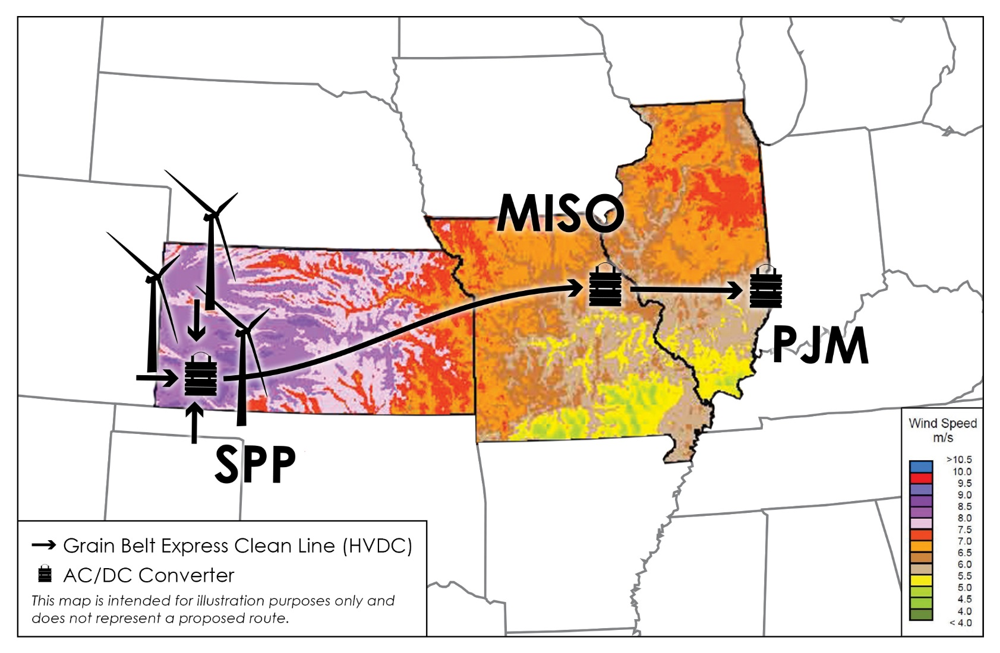 MISO
PJM
SPP
Wind Speed
m/s
>10.5
10.0
9.5
9.0
8.5
8.0
7.5
7.0
6.5
6.0
5.5
5.0
4.5
4.0
< 4.0
Grain Belt Express Clean Line (HVDC)
AC/DC Converter
This map is intended for illustration purposes only and
does not represent a proposed route.